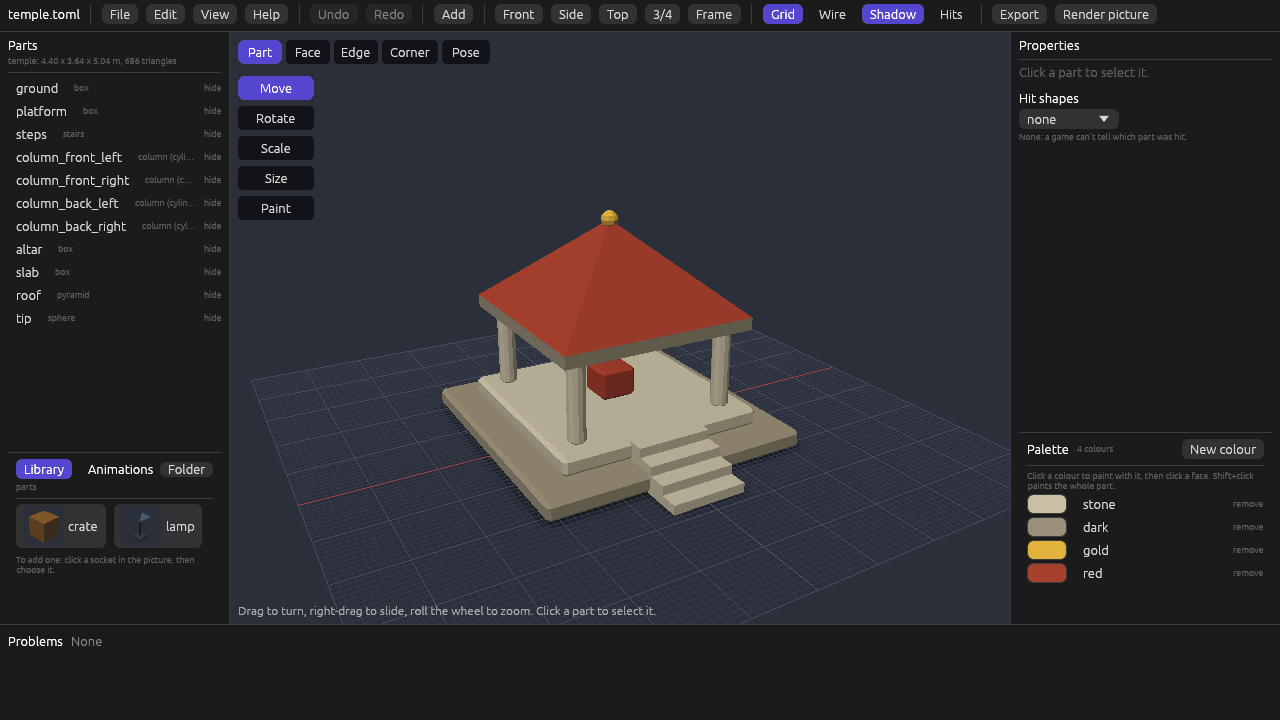 temple.toml File Edit View Help Undo Redo Add Front Side Top 3/4 Frame Grid Wire Shadow Hits Export Render picture
Parts
temple: 4.40 x 3.64 x 5.04 m, 686 triangles
ground box hide
platform box hide
steps stairs hide
column_front_left column (cyli... hide
column_front_right column (c... hide
column_back_left column (cylin... hide
column_back_right column (cyl... hide
altar box hide
slab box hide
roof pyramid hide
tip sphere hide
Library Animations Folder
parts
crate lamp
To add one: click a socket in the picture, then
choose it.
Part Face Edge Corner Pose
Move
Rotate
Scale
Size
Paint
Drag to turn, right-drag to slide, roll the wheel to zoom. Click a part to select it.
Properties
Click a part to select it.
Hit shapes
none
None: a game can't tell which part was hit.
Palette 4 colours New colour
Click a colour to paint with it, then click a face. Shift+click
paints the whole part.
stone remove
dark remove
gold remove
red remove
Problems None